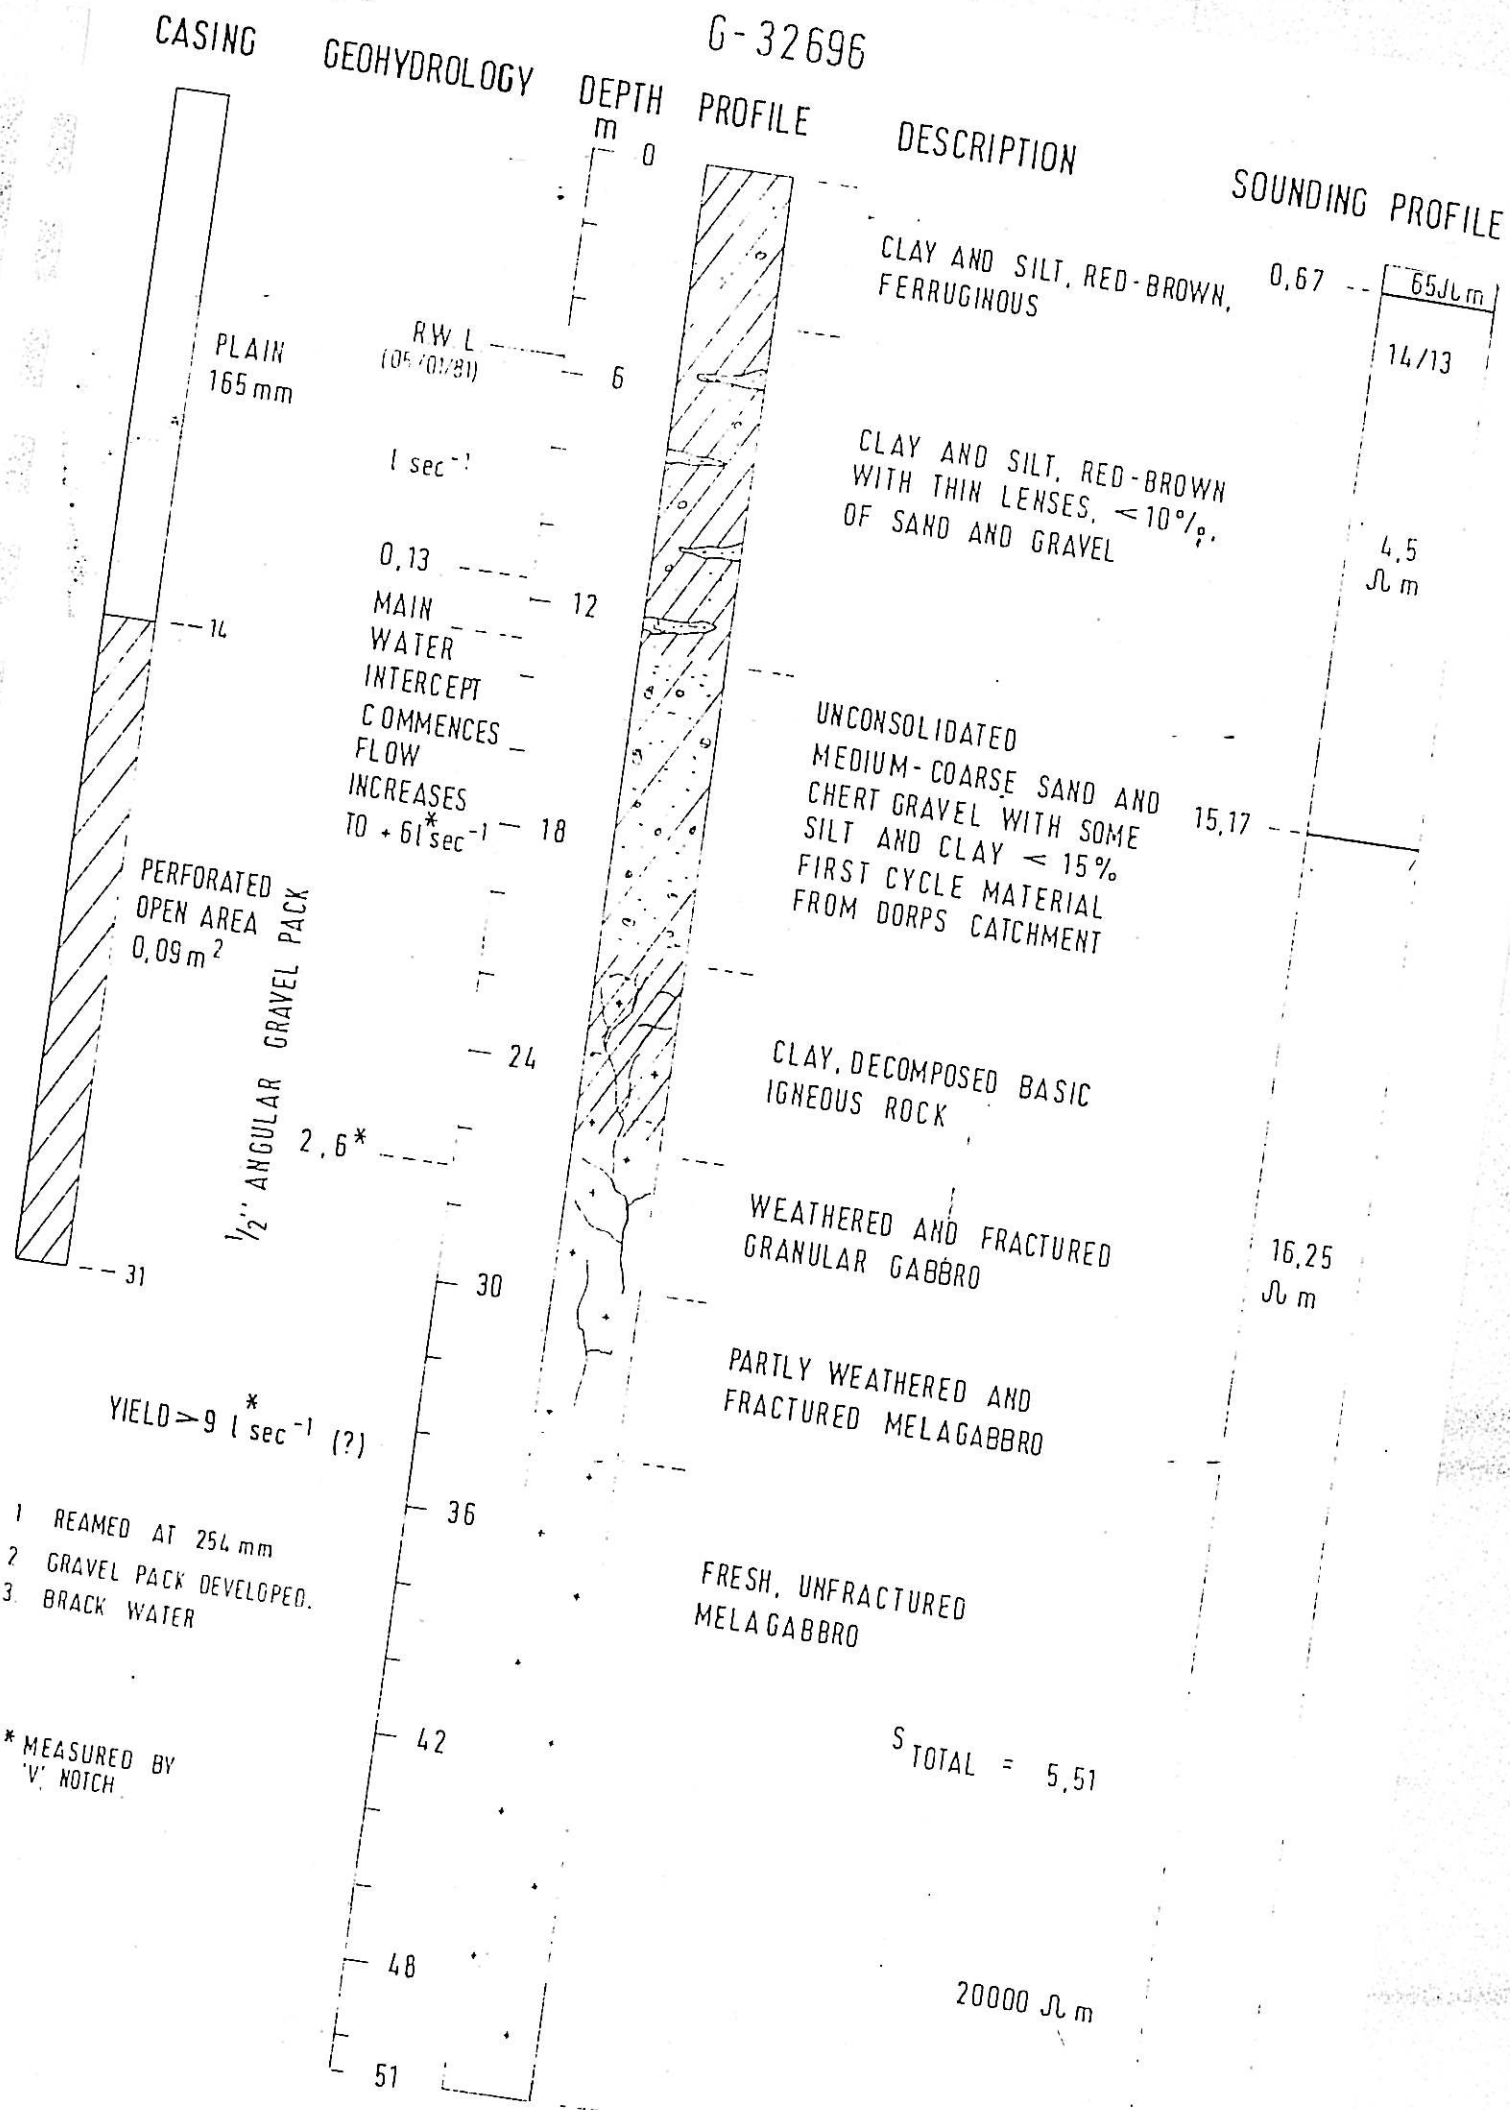 G-32696
CASING GEOHYDROLOGY DEPTH PROFILE DESCRIPTION SOUNDING PROFILE
m
0
CLAY AND SILT, RED-BROWN,
FERRUGINOUS
0,67
65Ωm
14/13
PLAIN
165mm
R.W.L
(05/01/81)
6
l sec⁻¹
CLAY AND SILT, RED-BROWN
WITH THIN LENSES, <10%,
OF SAND AND GRAVEL
4,5
Ωm
0,13
12
14
MAIN
WATER
INTERCEPT
COMMENCES
FLOW
INCREASES
TO + 6l* sec⁻¹
18
UNCONSOLIDATED
MEDIUM-COARSE SAND AND
CHERT GRAVEL WITH SOME
SILT AND CLAY < 15%
FIRST CYCLE MATERIAL
FROM DORPS CATCHMENT
15,17
PERFORATED
OPEN AREA
0,09m²
1/2'' ANGULAR GRAVEL PACK
24
CLAY, DECOMPOSED BASIC
IGNEOUS ROCK
2,6*
WEATHERED AND FRACTURED
GRANULAR GABBRO
16,25
Ωm
31
30
PARTLY WEATHERED AND
FRACTURED MELAGABBRO
YIELD > 9 l* sec⁻¹ (?)
36
1 REAMED AT 254 mm
2 GRAVEL PACK DEVELOPED.
3. BRACK WATER
FRESH, UNFRACTURED
MELAGABBRO
42
* MEASURED BY
'V' NOTCH
S TOTAL = 5,51
48
20000 Ωm
51